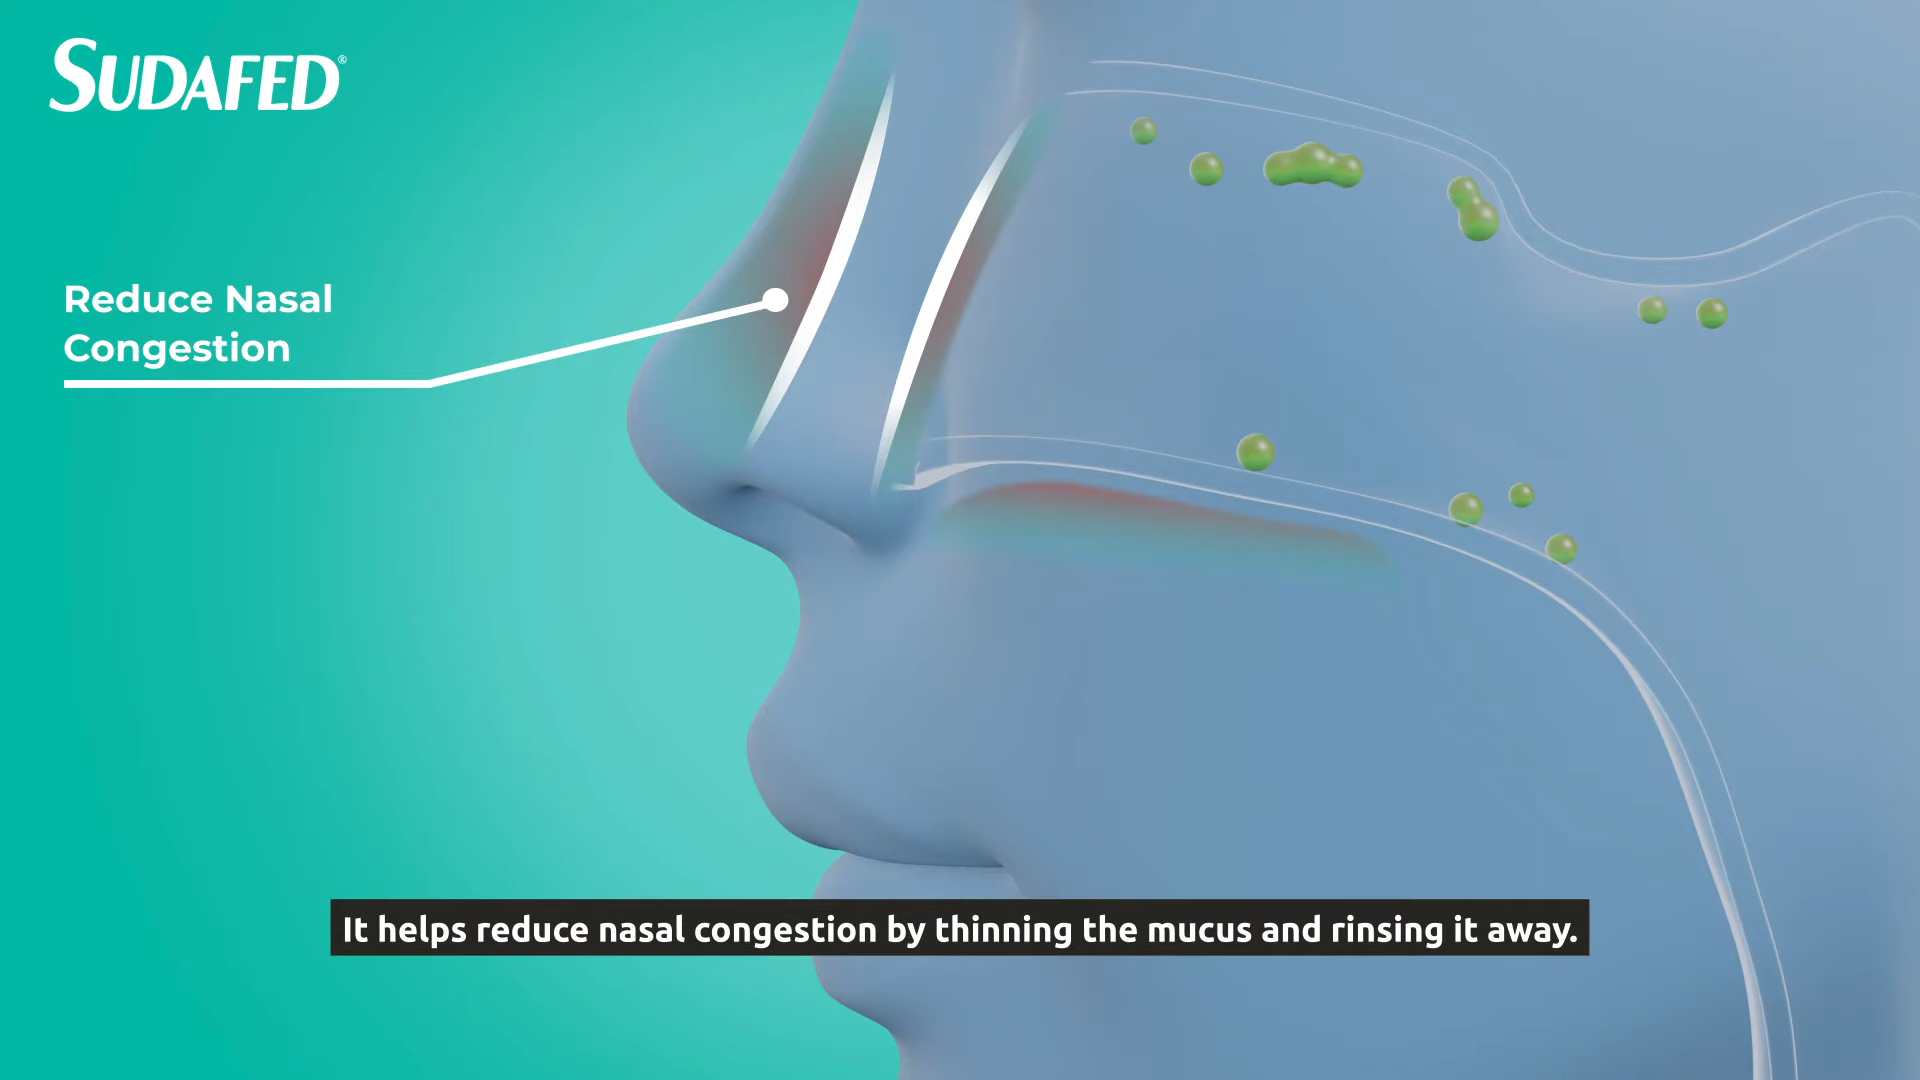 SUDAFED®
Reduce Nasal
Congestion
It helps reduce nasal congestion by thinning the mucus and rinsing it away.